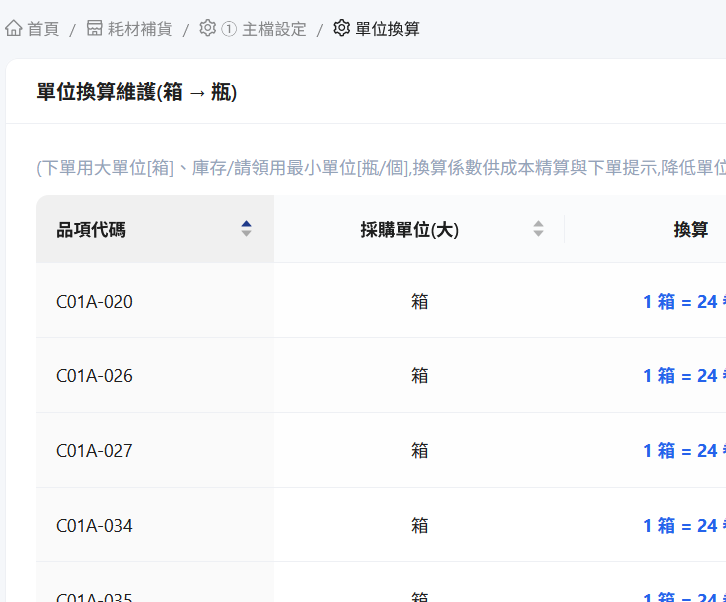 首頁 / 耗材補貨 / ① 主檔設定 / 單位換算
單位換算維護(箱 → 瓶)
(下單用大單位[箱]、庫存/請領用最小單位[瓶/個],換算係數供成本精算與下單提示,降低單位
品項代碼 採購單位(大) 換算
C01A-020 箱 1 箱 = 24
C01A-026 箱 1 箱 = 24
C01A-027 箱 1 箱 = 24
C01A-034 箱 1 箱 = 24
C01A-035 箱 1 箱 = 24